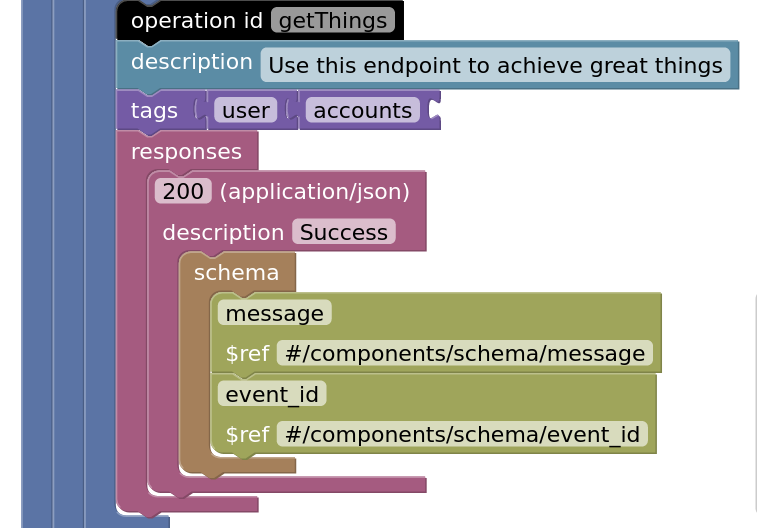 operation id getThings
description Use this endpoint to achieve great things
tags user accounts
responses
200 (application/json)
description Success
schema
message
$ref #/components/schema/message
event_id
$ref #/components/schema/event_id